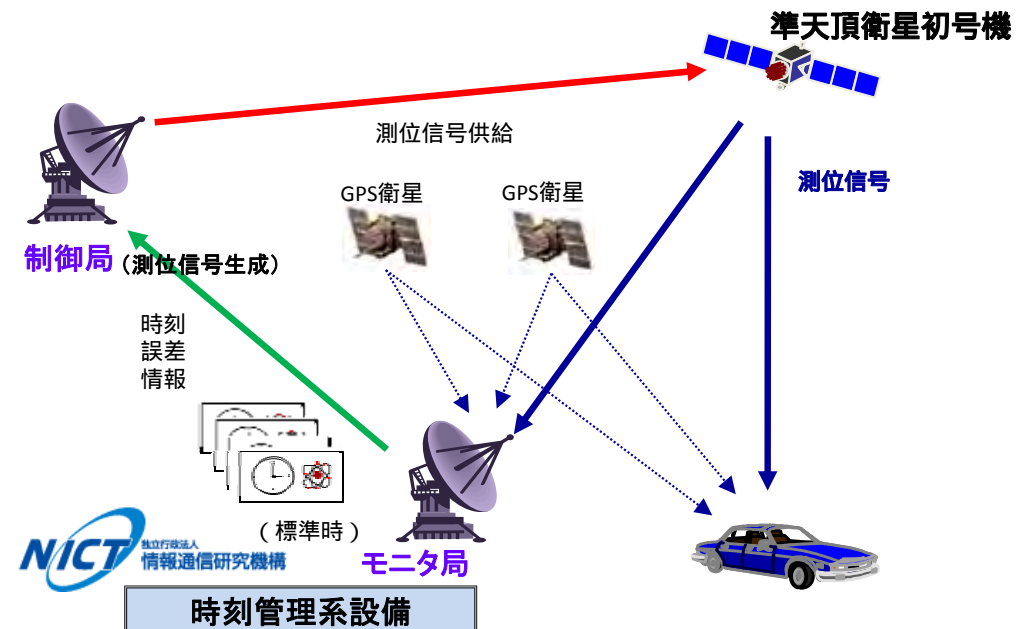 準天頂衛星初号機
測位信号供給
GPS衛星
GPS衛星
測位信号
制御局(測位信号生成)
時刻
誤差
情報
(標準時)
NICT
独立行政法人
情報通信研究機構
モニタ局
時刻管理系設備